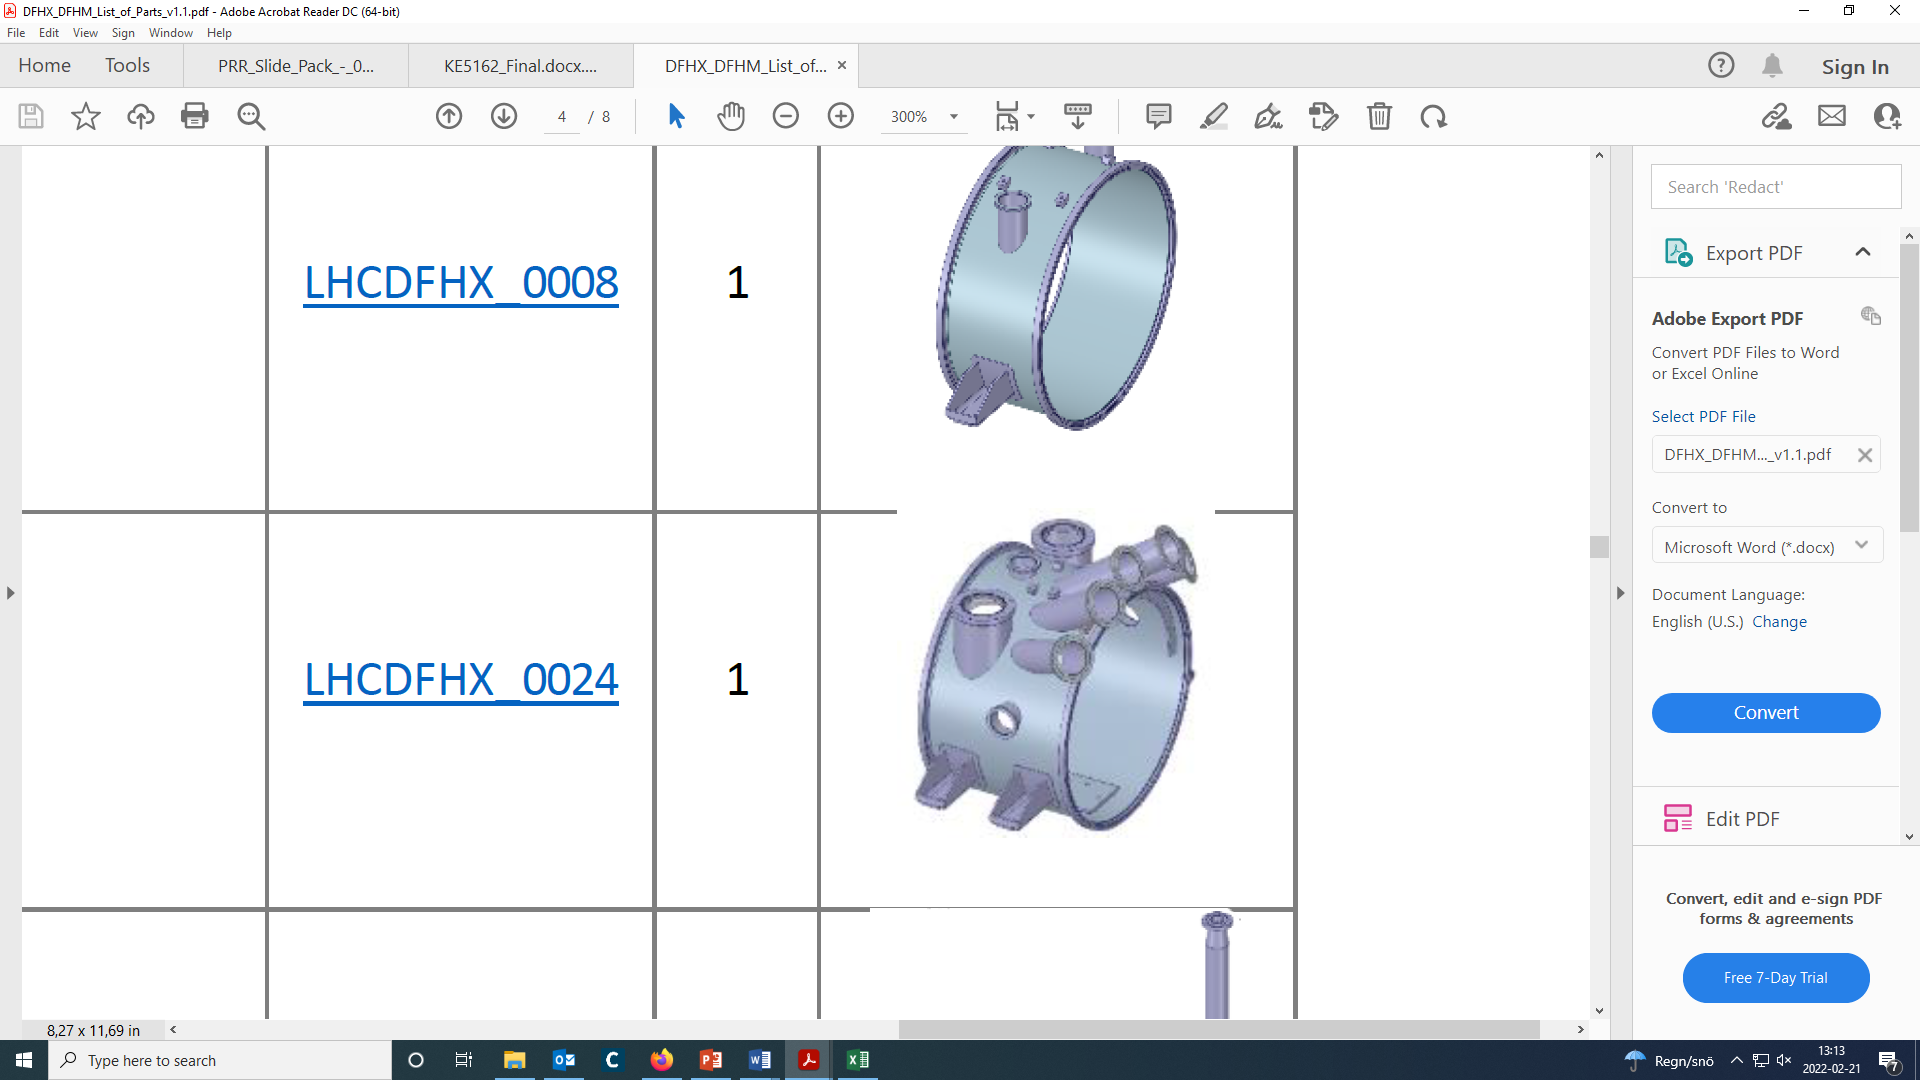 DFHX_DFHM_List_of_Parts_v1.1.pdf - Adobe Acrobat Reader DC (64-bit)
File Edit View Sign Window Help
Home Tools PRR_Slide_Pack_-_0... KE5162_Final.docx.... DFHX_DFHM_List_of... Sign In
4 / 8 300%
LHCDFHX_0008 1
LHCDFHX_0024 1
8,27 x 11,69 in
Search 'Redact'
Export PDF
Adobe Export PDF
Convert PDF Files to Word
or Excel Online
Select PDF File
DFHX_DFHM..._v1.1.pdf
Convert to
Microsoft Word (*.docx)
Document Language:
English (U.S.) Change
Convert
Edit PDF
Convert, edit and e-sign PDF
forms & agreements
Free 7-Day Trial
Type here to search
Regn/snö
13:13
2022-02-21
7